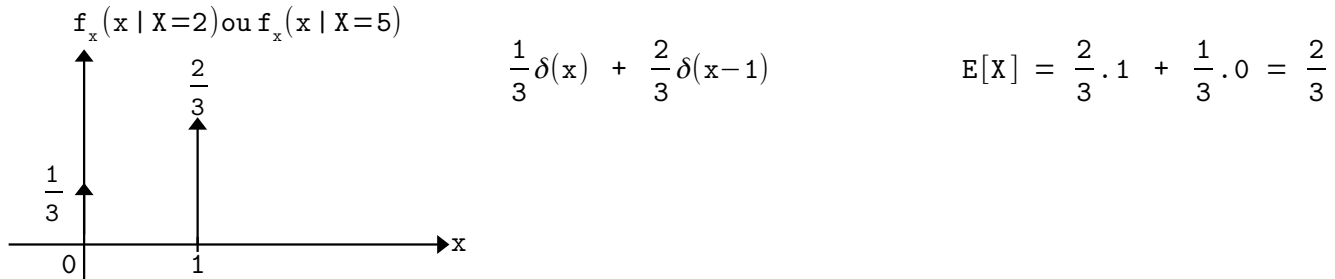 f_x(x | X=2) ou f_x(x | X=5)
2/3
1/3
x
0
1
1/3 δ(x) + 2/3 δ(x−1)
E[X] = 2/3 . 1 + 1/3 . 0 = 2/3